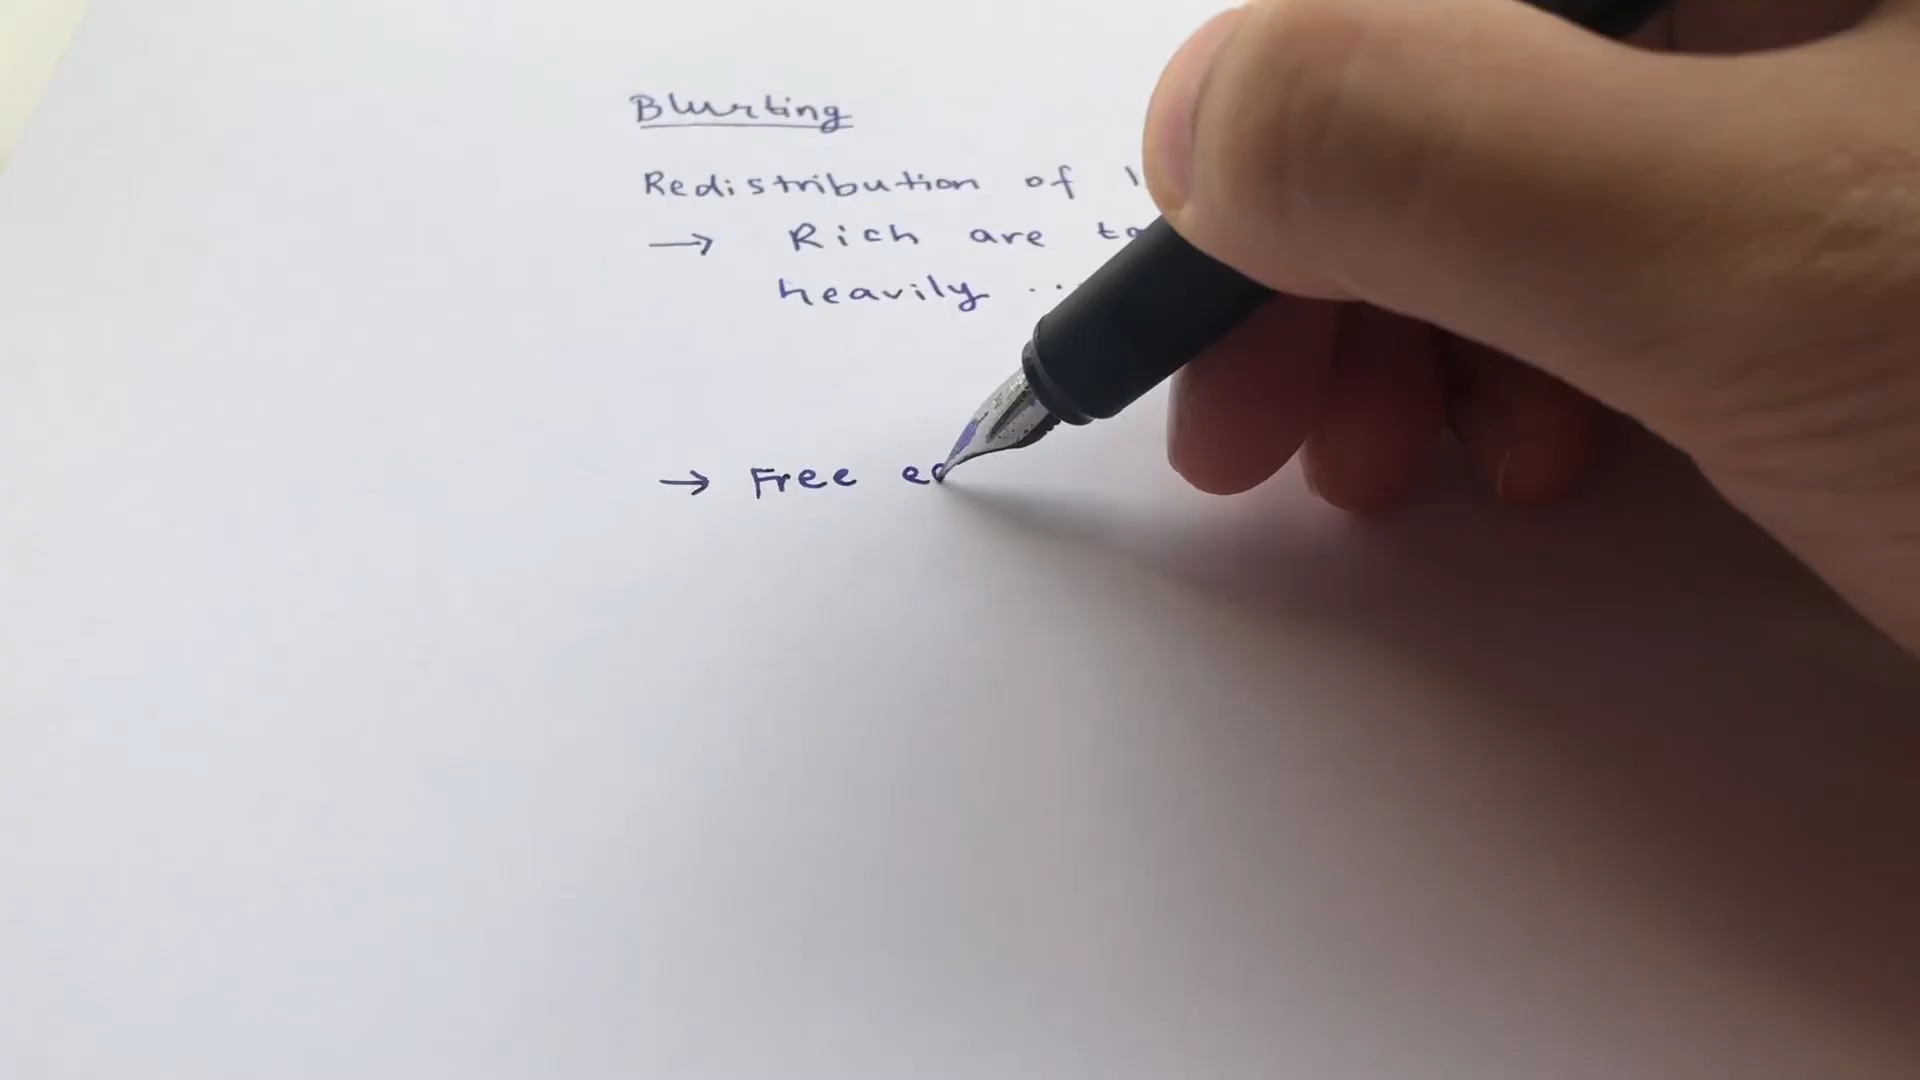 Blurting
Redistribution of
→ Rich are
heavily ..
→ Free